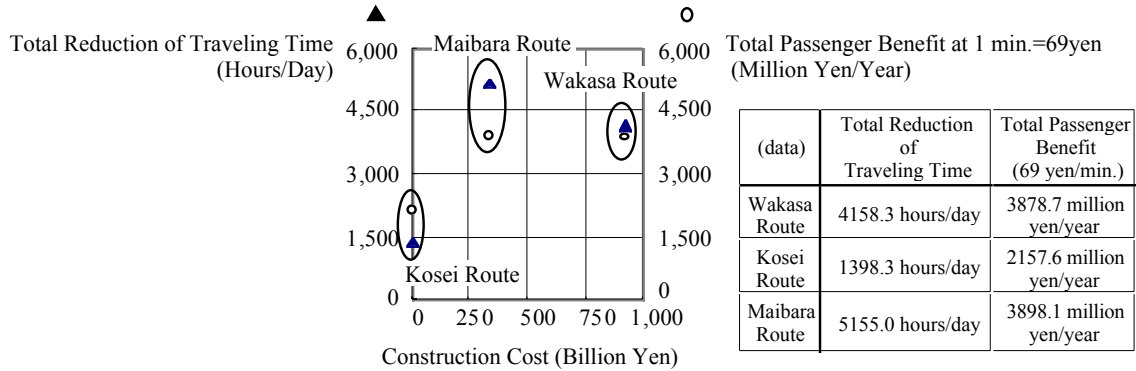 Total Reduction of Traveling Time
(Hours/Day)
Total Passenger Benefit at 1 min.=69yen
(Million Yen/Year)
6,000
4,500
3,000
1,500
0
6,000
4,500
3,000
1,500
0
Maibara Route
Wakasa Route
Kosei Route
0 250 500 750 1,000
Construction Cost (Billion Yen)
(data)
Total Reduction
of
Traveling Time
Total Passenger
Benefit
(69 yen/min.)
Wakasa
Route
4158.3 hours/day
3878.7 million
yen/year
Kosei
Route
1398.3 hours/day
2157.6 million
yen/year
Maibara
Route
5155.0 hours/day
3898.1 million
yen/year